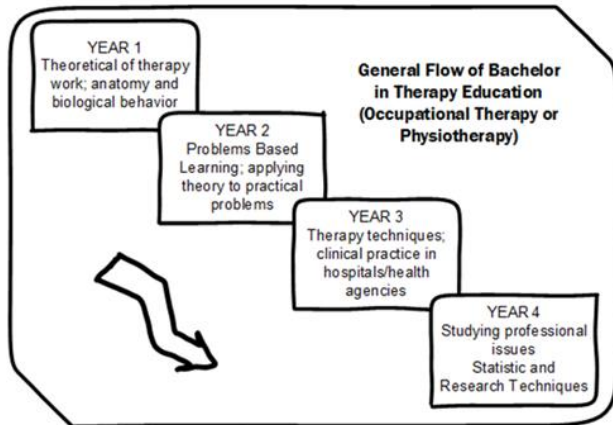 YEAR 1
Theoretical of therapy
work; anatomy and
biological behavior
General Flow of Bachelor
in Therapy Education
(Occupational Therapy or
Physiotherapy)
YEAR 2
Problems Based
Learning; applying
theory to practical
problems
YEAR 3
Therapy techniques;
clinical practice in
hospitals/health
agencies
YEAR 4
Studying professional
issues
Statistic and
Research Techniques